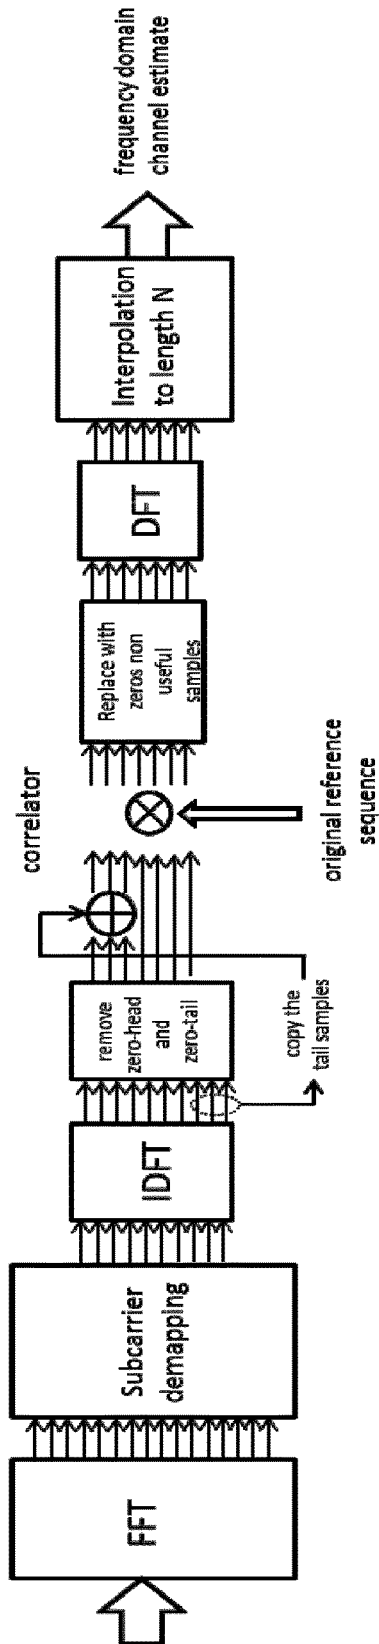 FFT
Subcarrier
demapping
IDFT
remove
zero-head
and
zero-tail
copy the
tail samples
correlator
original reference
sequence
Replace with
zeros non
useful
samples
DFT
Interpolation
to length N
frequency domain
channel estimate